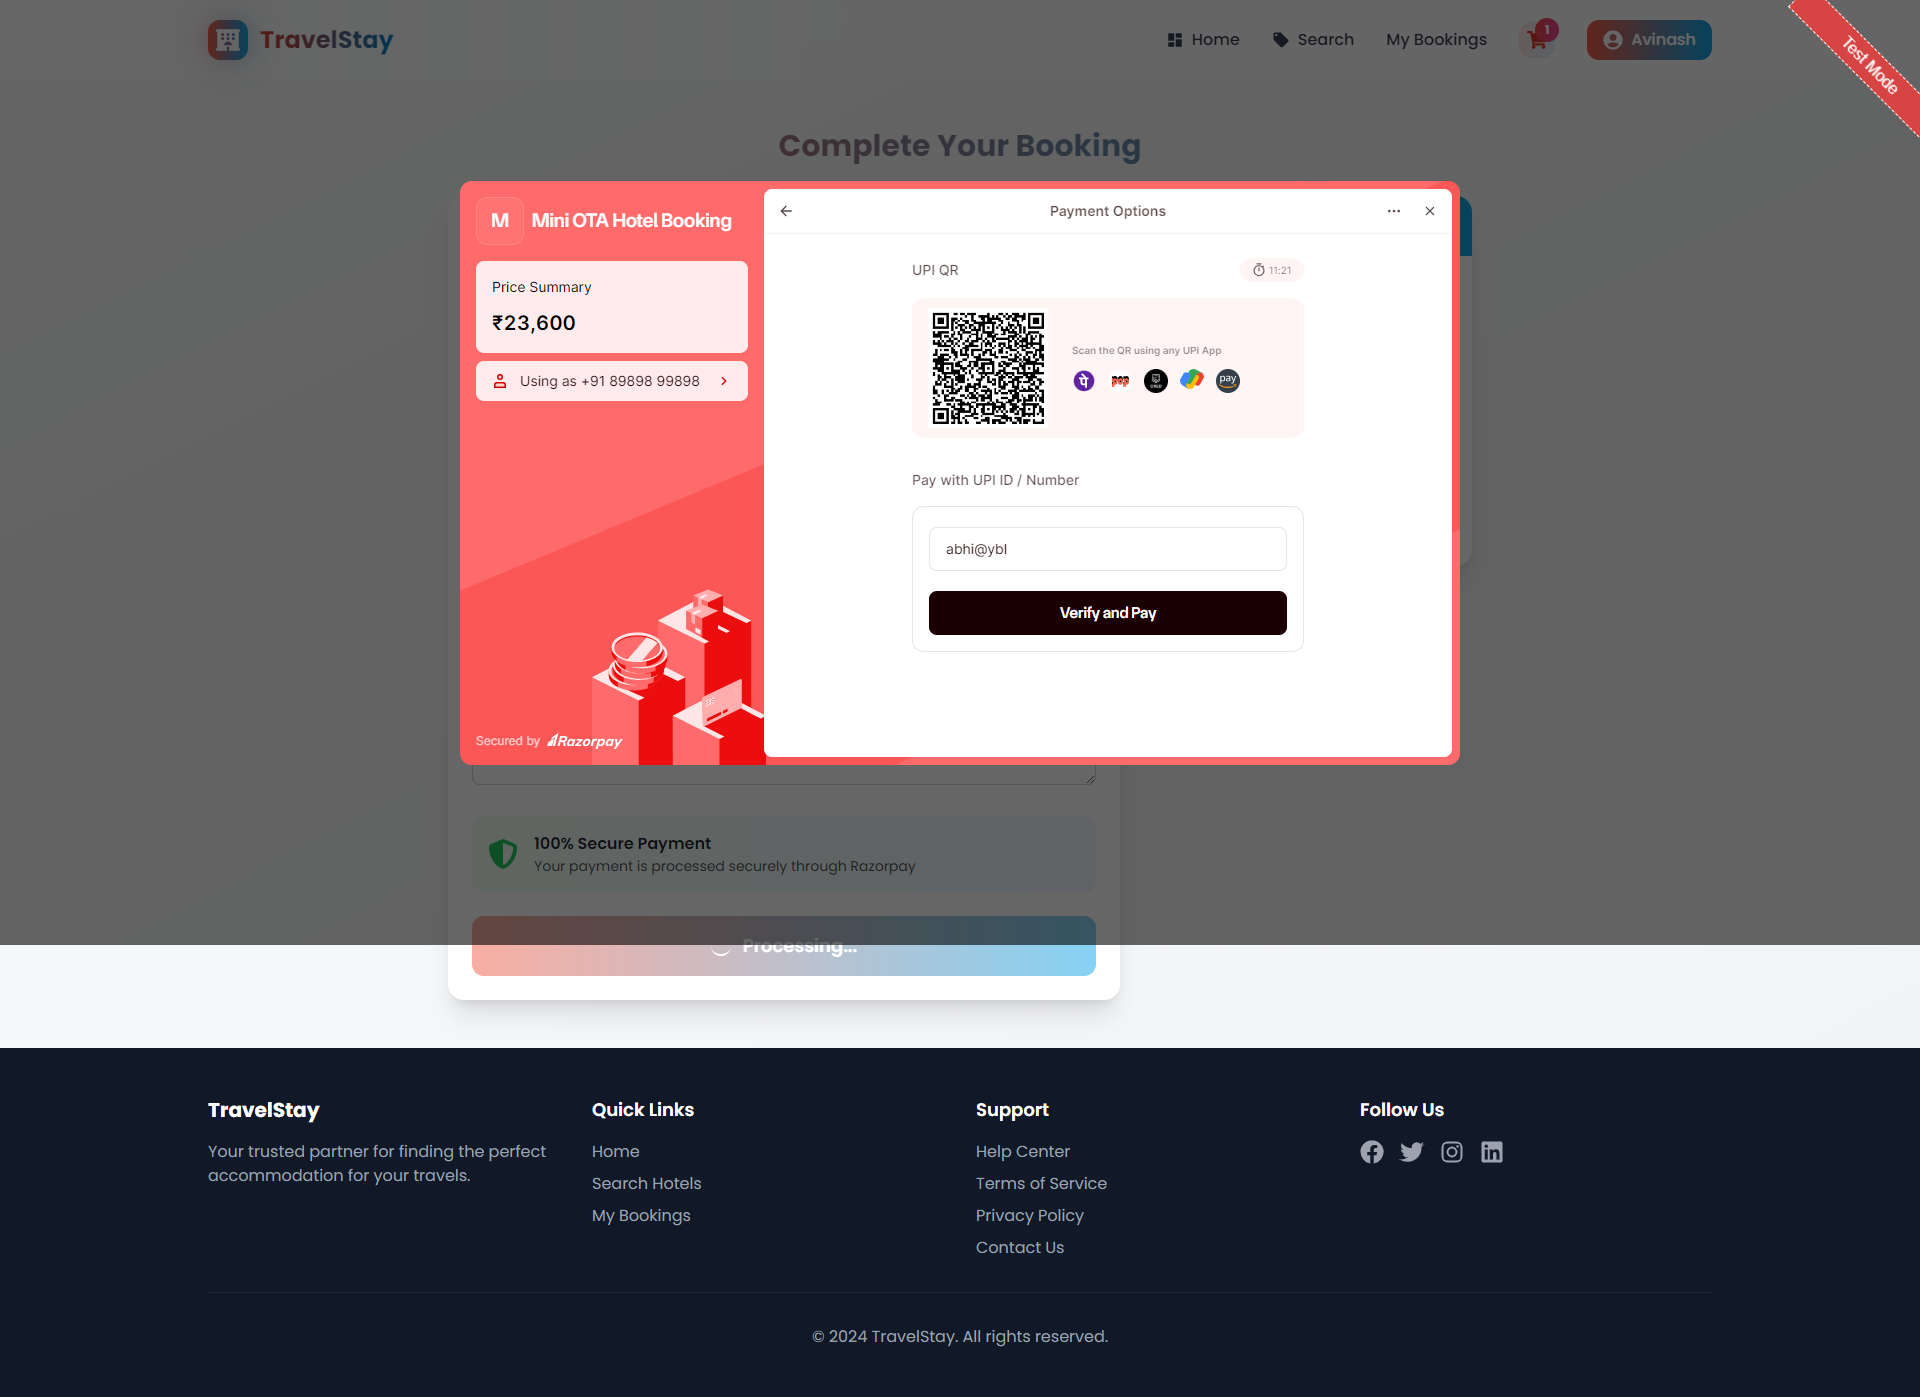 TravelStay
Home
Search
My Bookings
1
Avinash
Test Mode
Complete Your Booking
M
Mini OTA Hotel Booking
Price Summary
₹23,600
Using as +91 89898 99898
Secured by Razorpay
Payment Options
UPI QR
11:21
Scan the QR using any UPI App
पे
CRED
pay
Pay with UPI ID / Number
abhi@ybl
Verify and Pay
100% Secure Payment
Your payment is processed securely through Razorpay
Processing...
TravelStay
Your trusted partner for finding the perfect
accommodation for your travels.
Quick Links
Home
Search Hotels
My Bookings
Support
Help Center
Terms of Service
Privacy Policy
Contact Us
Follow Us
© 2024 TravelStay. All rights reserved.